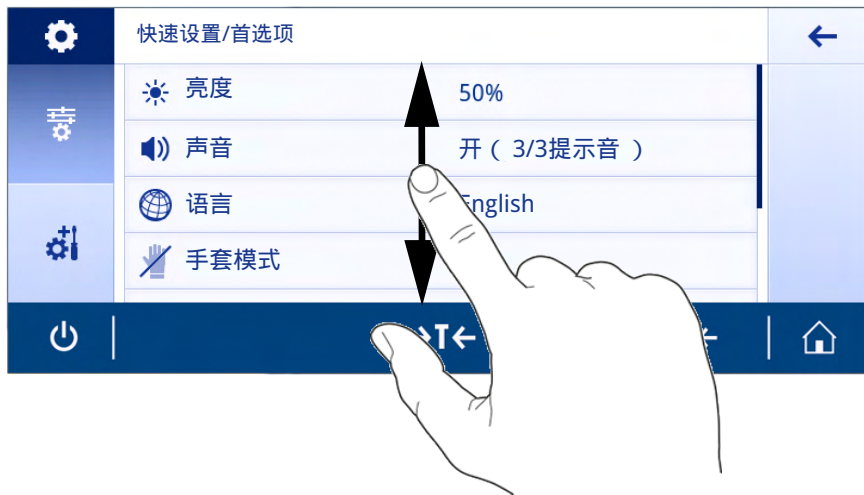 快速设置/首选项
亮度 50%
声音 开（ 3/3提示音 ）
语言 English
手套模式
T